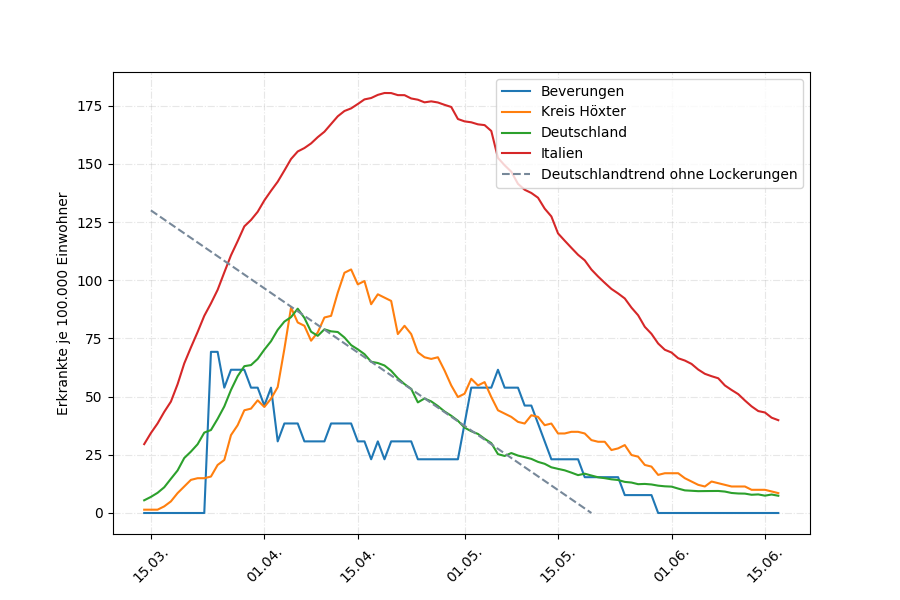 Beverungen
Kreis Höxter
Deutschland
Italien
Deutschlandtrend ohne Lockerungen
Erkrankte je 100.000 Einwohner
175
150
125
100
75
50
25
0
15.03.
01.04.
15.04.
01.05.
15.05.
01.06.
15.06.